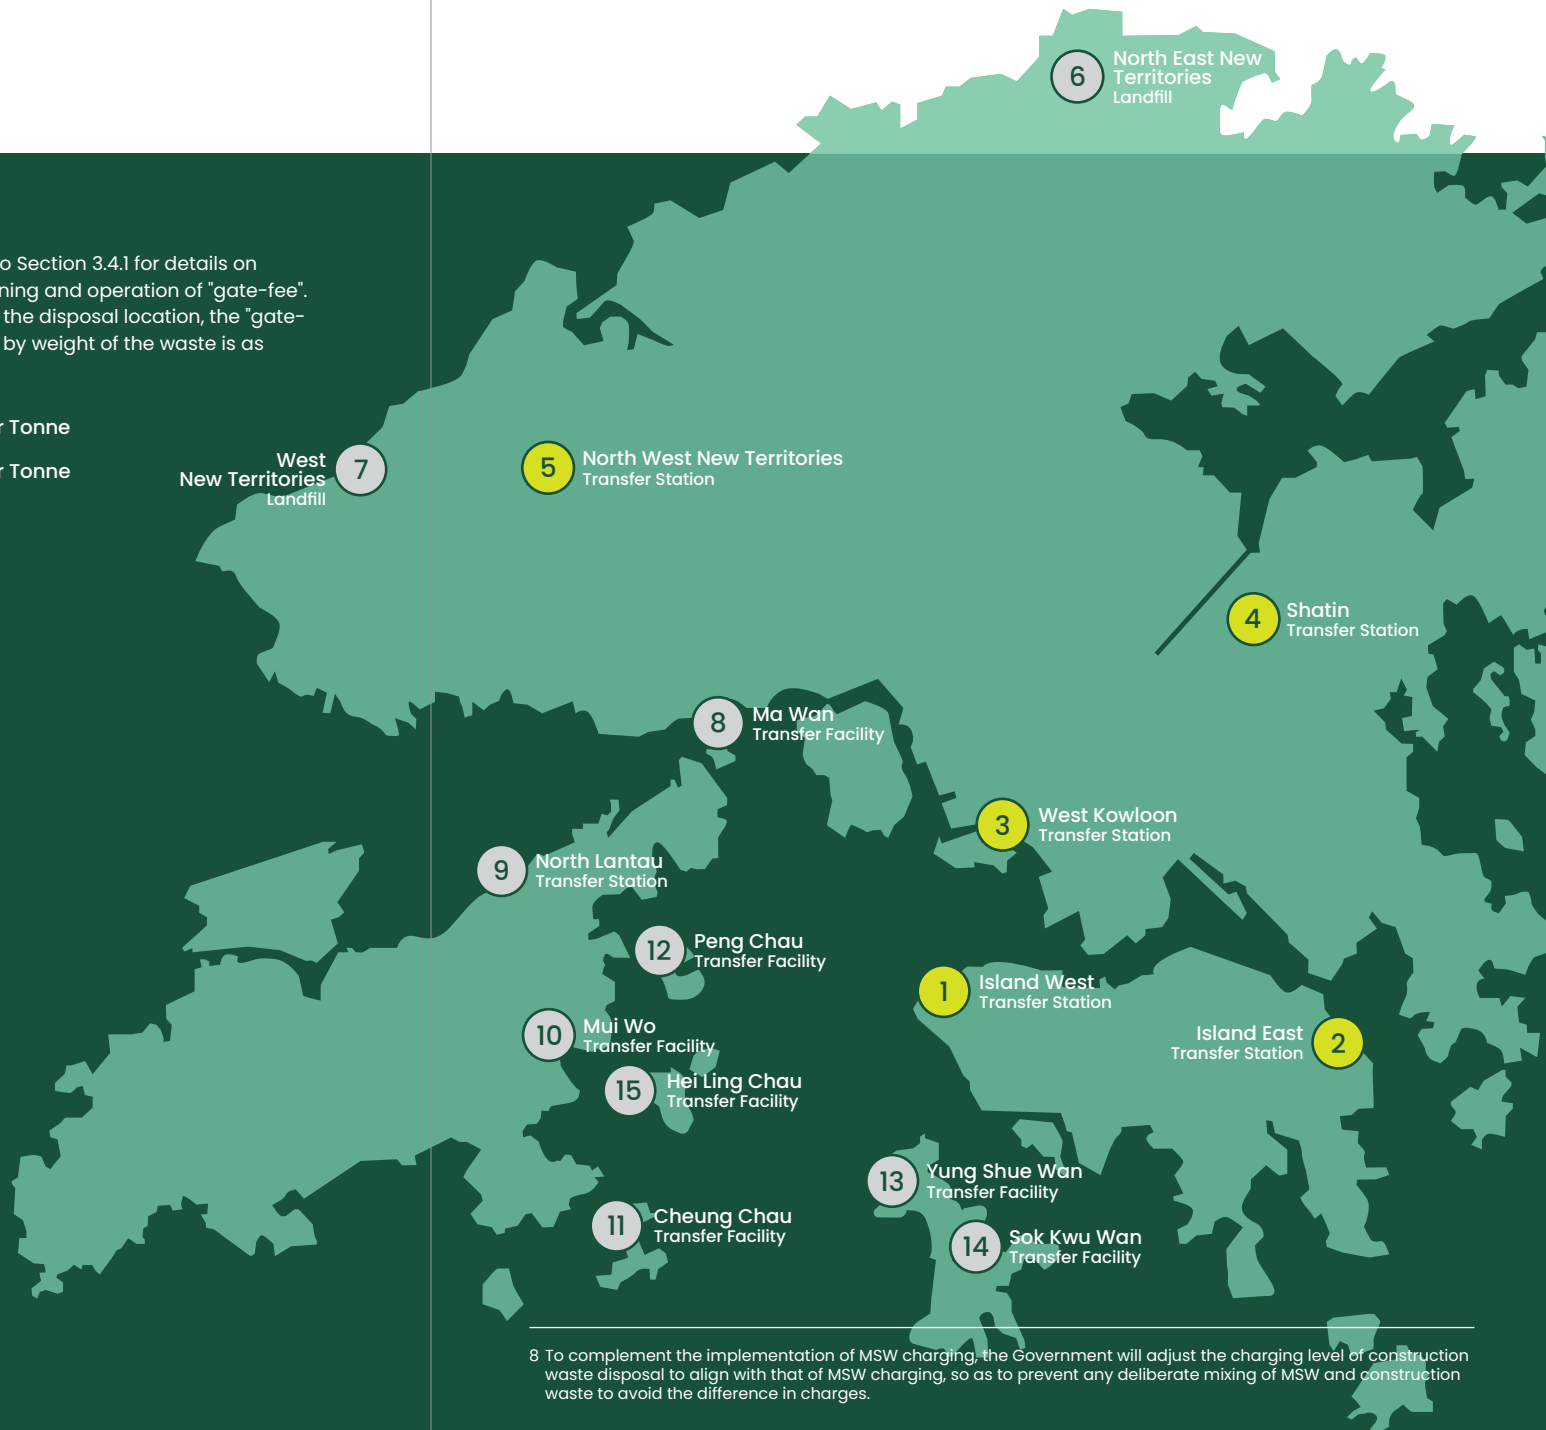 6
North East New
Territories
Landfill
o Section 3.4.1 for details on
ning and operation of "gate-fee".
the disposal location, the "gate-
by weight of the waste is as
r Tonne
r Tonne
West
New Territories
Landfill
7
5
North West New Territories
Transfer Station
4
Shatin
Transfer Station
8
Ma Wan
Transfer Facility
3
West Kowloon
Transfer Station
9
North Lantau
Transfer Station
12
Peng Chau
Transfer Facility
1
Island West
Transfer Station
10
Mui Wo
Transfer Facility
Island East
Transfer Station
2
15
Hei Ling Chau
Transfer Facility
13
Yung Shue Wan
Transfer Facility
11
Cheung Chau
Transfer Facility
14
Sok Kwu Wan
Transfer Facility
8 To complement the implementation of MSW charging, the Government will adjust the charging level of construction
waste disposal to align with that of MSW charging, so as to prevent any deliberate mixing of MSW and construction
waste to avoid the difference in charges.